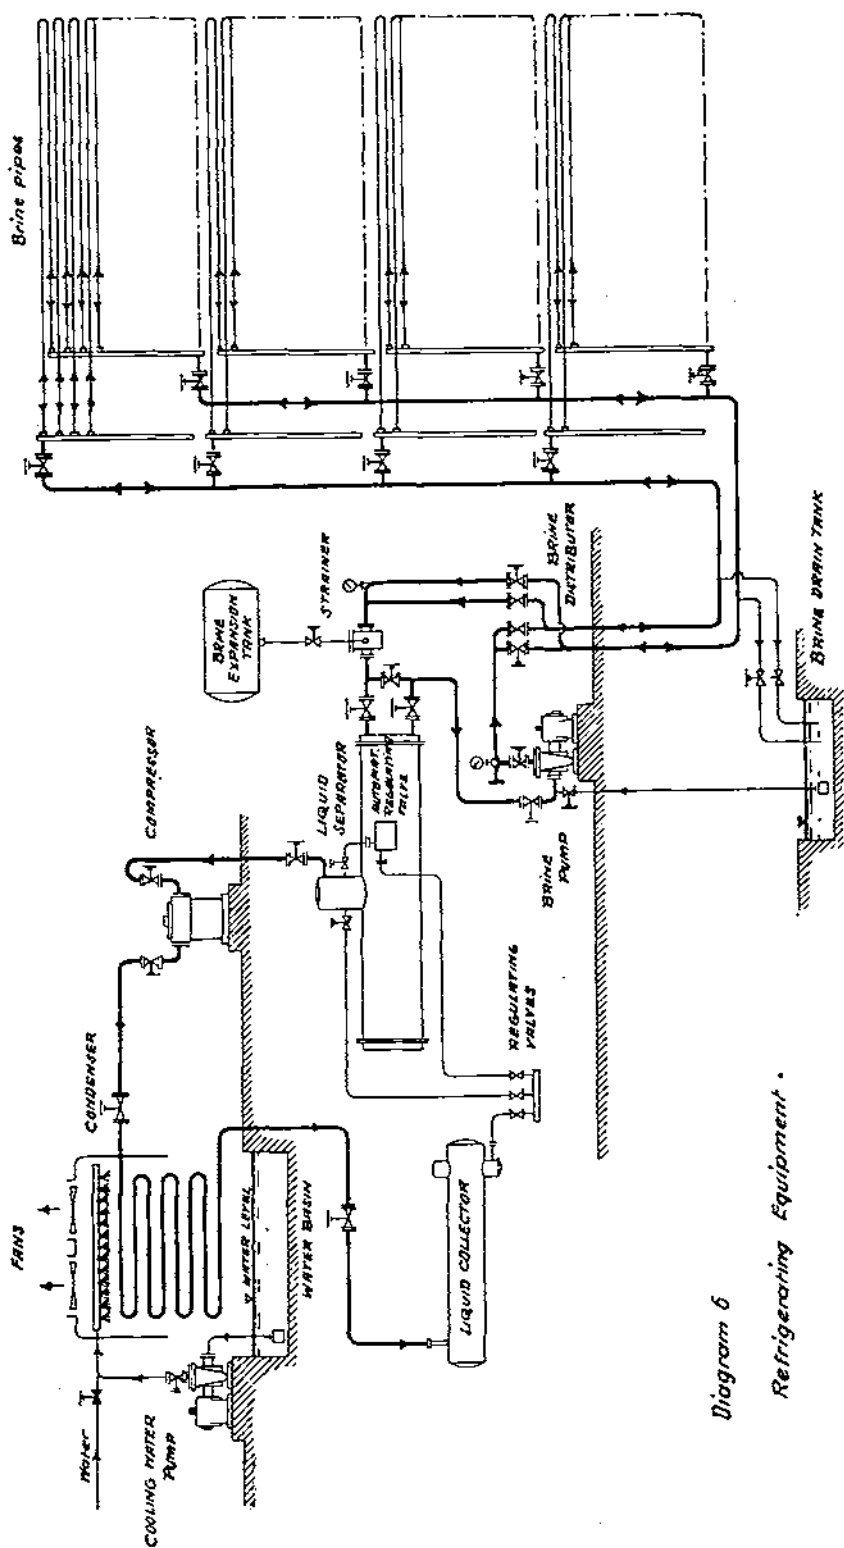 Brine pipes
BRINE
EXPANSION
TANK
STRAINER
BRINE
DISTRIBUTER
BRINE DRAIN TANK
COMPRESSOR
LIQUID
SEPARATOR
AUTOMAT.
REGULATING
VALVE
BRINE
PUMP
CONDENSER
REGULATING
VALVES
FANS
WATER LEVEL
WATER BASIN
LIQUID COLLECTOR
Water
COOLING WATER
PUMP
Diagram 6
Refrigerating Equipment.